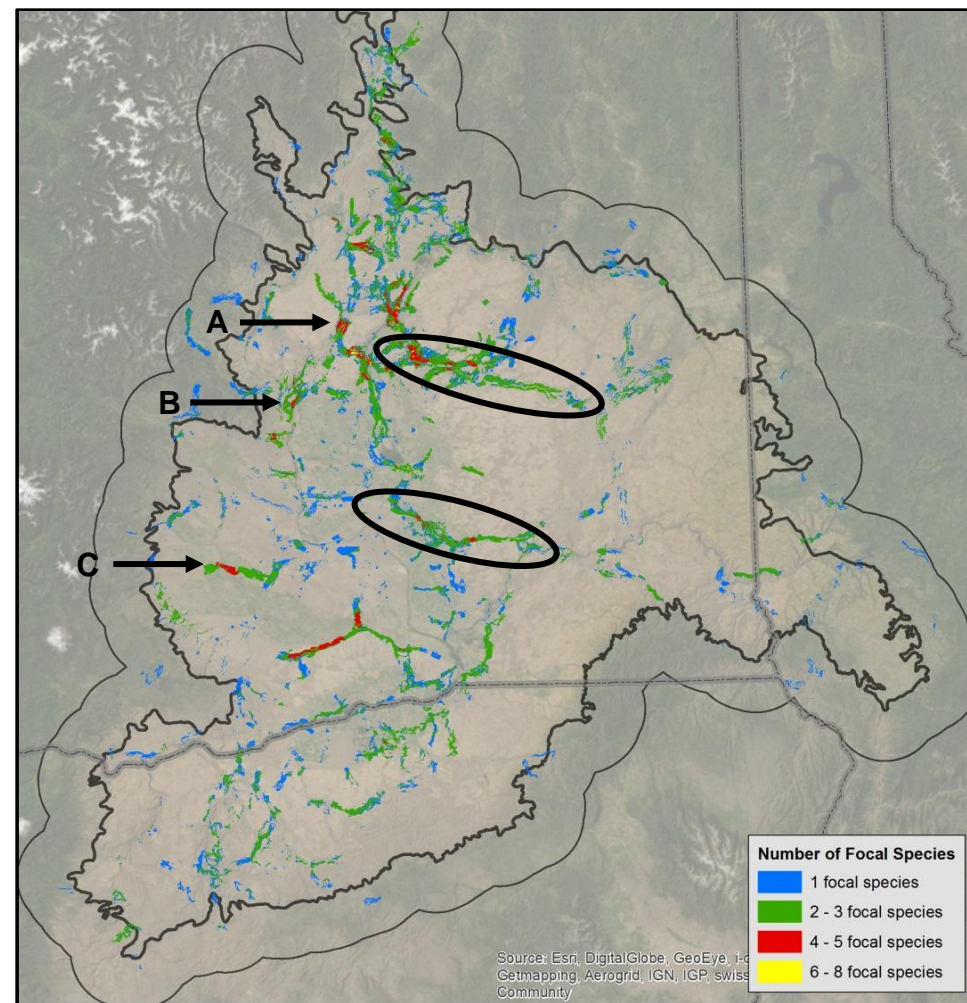 A
B
C
Number of Focal Species
1 focal species
2 - 3 focal species
4 - 5 focal species
6 - 8 focal species
Source: Esri, DigitalGlobe, GeoEye,
Getmapping, Aerogrid, IGN, IGP, swiss
Community